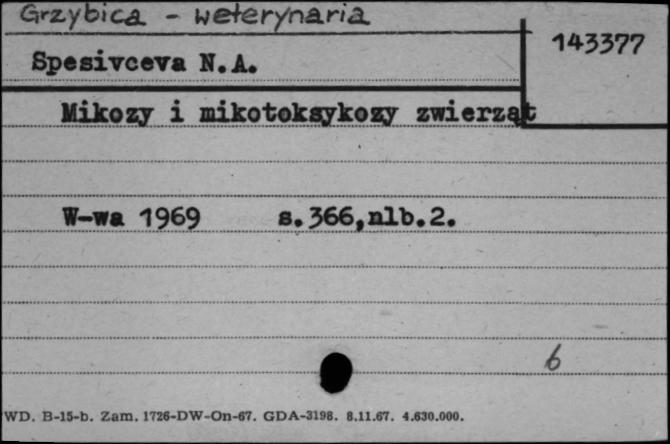 Grzybica - weterynaria
143377
Spesivceva N.A.
Mikozy i mikotoksykozy zwierząt
W-wa 1969 s.366,nlb.2.
6
WD. B-15-b. Zam. 1726-DW-On-67. GDA-3198. 8.11.67. 4.630.000.